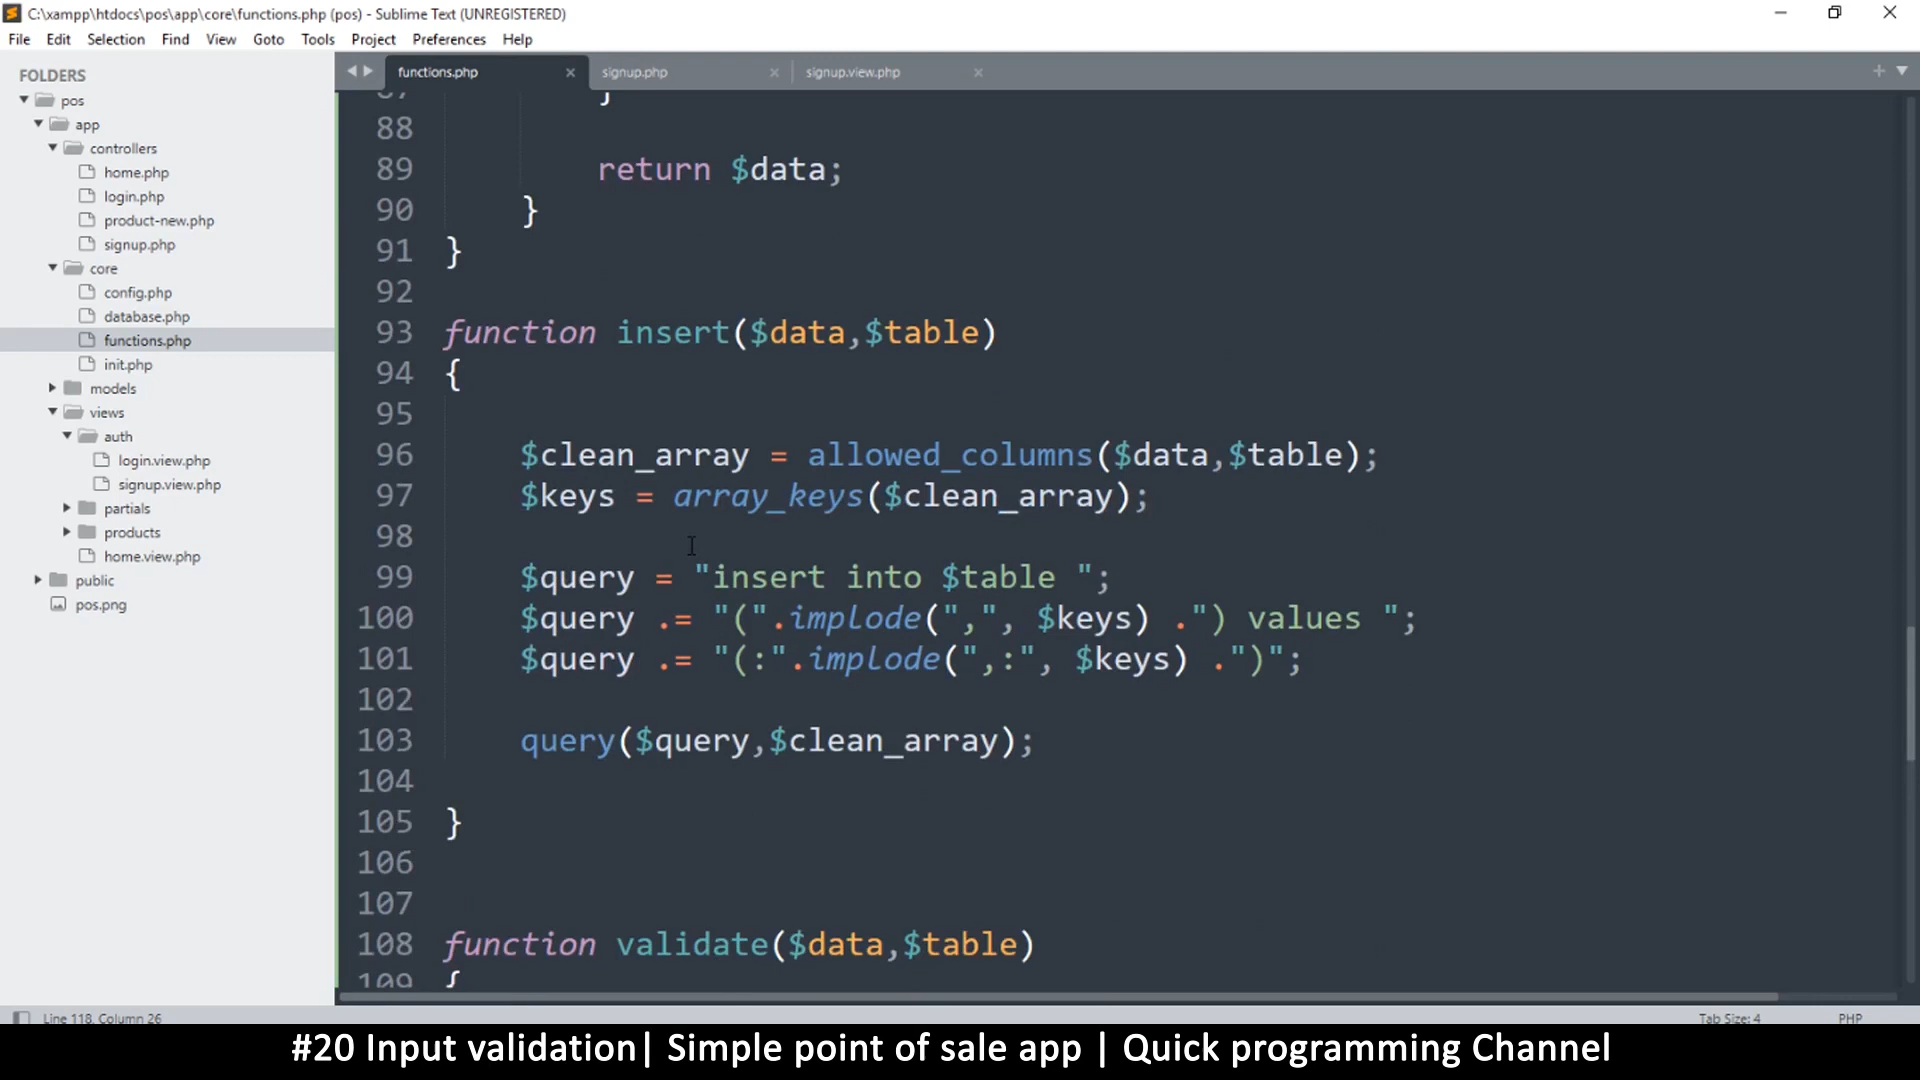 C:\xampp\htdocs\pos\app\core\functions.php (pos) - Sublime Text (UNREGISTERED)
File Edit Selection Find View Goto Tools Project Preferences Help
FOLDERS
pos
app
controllers
home.php
login.php
product-new.php
signup.php
core
config.php
database.php
functions.php
init.php
models
views
auth
login.view.php
signup.view.php
partials
products
home.view.php
public
pos.png
functions.php signup.php signup.view.php
87 }
88
89 return $data;
90 }
91 }
92
93 function insert($data,$table)
94 {
95
96 $clean_array = allowed_columns($data,$table);
97 $keys = array_keys($clean_array);
98
99 $query = "insert into $table ";
100 $query .= "(".implode(",", $keys) .") values ";
101 $query .= "(:".implode(",:", $keys) .")";
102
103 query($query,$clean_array);
104
105 }
106
107
108 function validate($data,$table)
109 {
Line 118, Column 26 Tab Size: 4 PHP
#20 Input validation| Simple point of sale app | Quick programming Channel